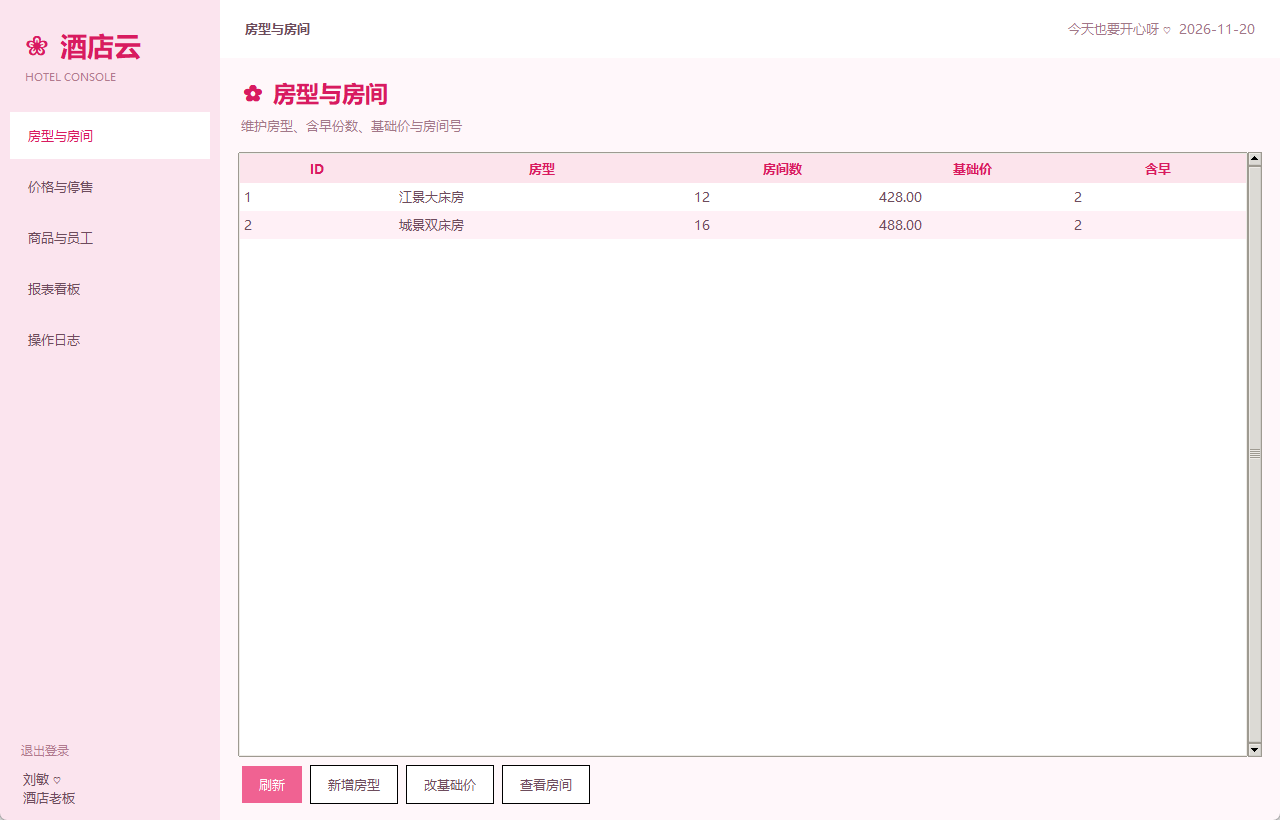 ❀ 酒店云
HOTEL CONSOLE
房型与房间
价格与停售
商品与员工
报表看板
操作日志
退出登录
刘敏 ♡
酒店老板
房型与房间
今天也要开心呀 ♡ 2026-11-20
✿ 房型与房间
维护房型、含早份数、基础价与房间号
ID 房型 房间数 基础价 含早
1 江景大床房 12 428.00 2
2 城景双床房 16 488.00 2
刷新 新增房型 改基础价 查看房间